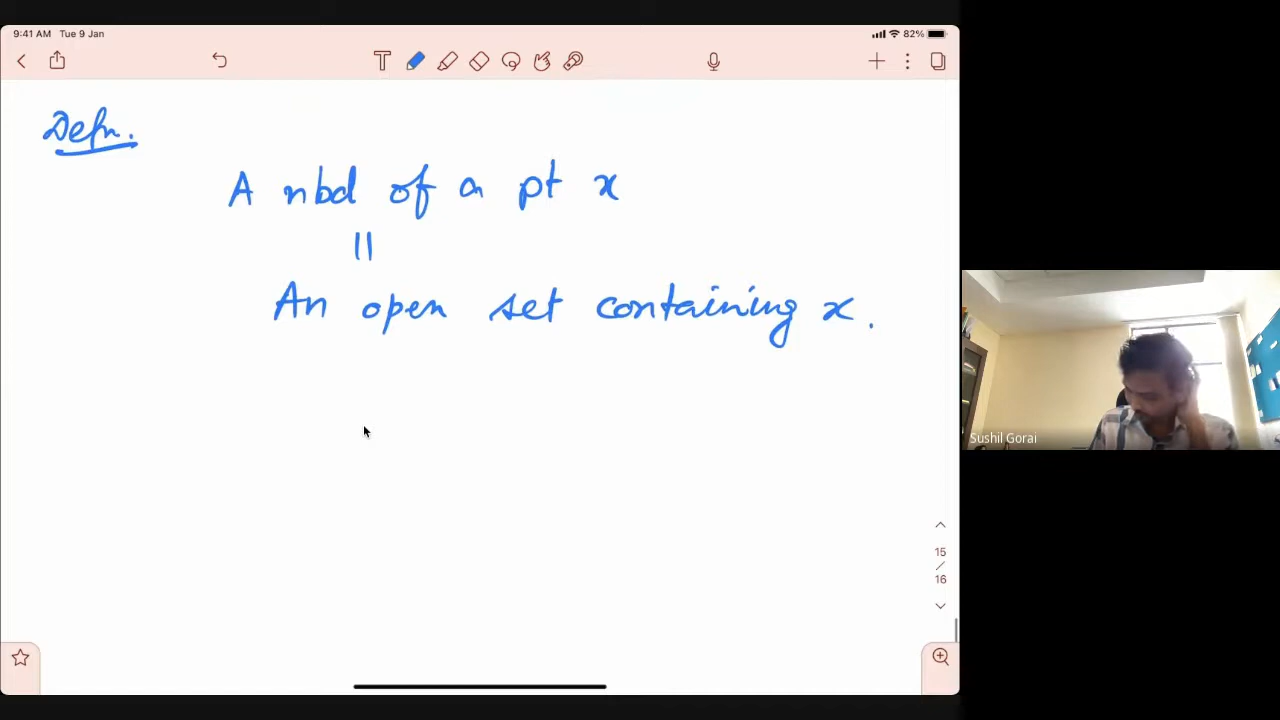 9:41 AM Tue 9 Jan
82%
T
Defn.
A nbd of a pt x
||
An open set containing x.
Sushil Gorai
15
/
16